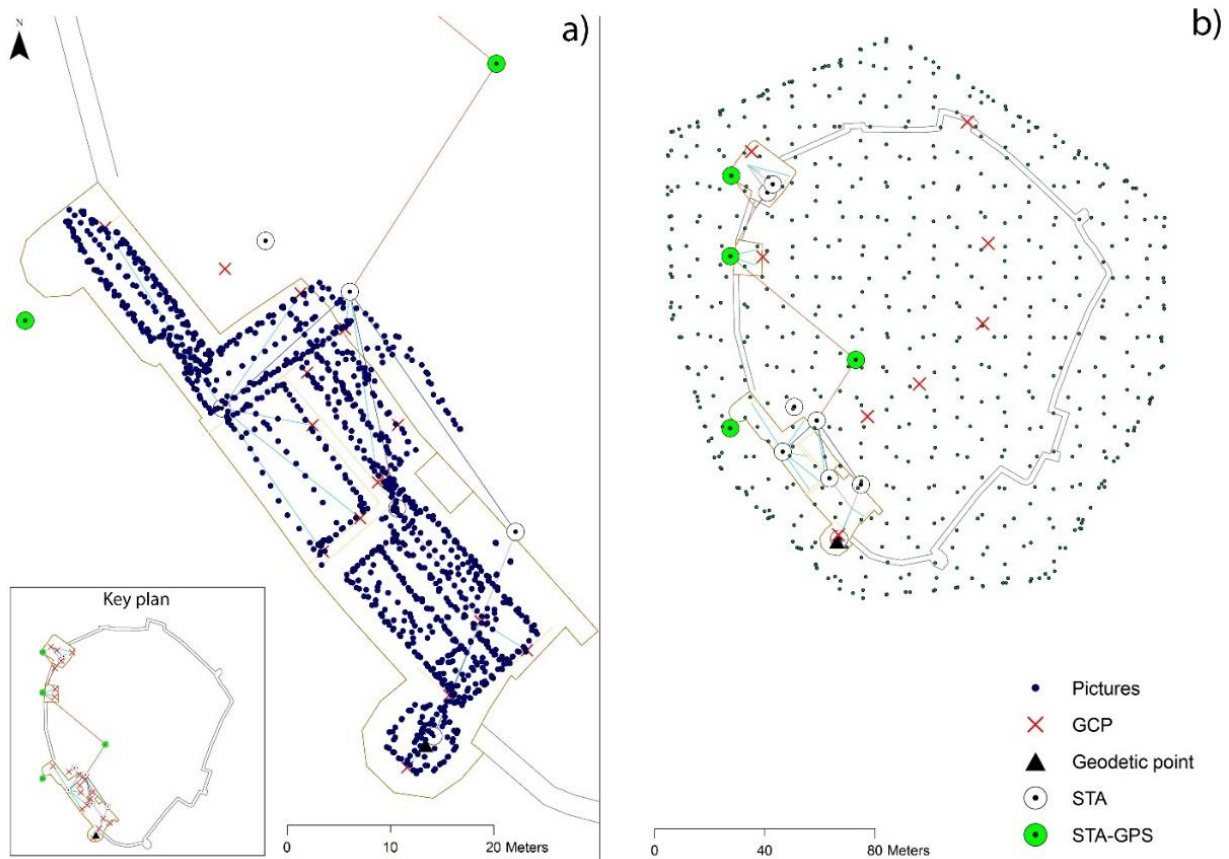 N
a)
b)
Key plan
0 10 20 Meters
0 40 80 Meters
Pictures
GCP
Geodetic point
STA
STA-GPS